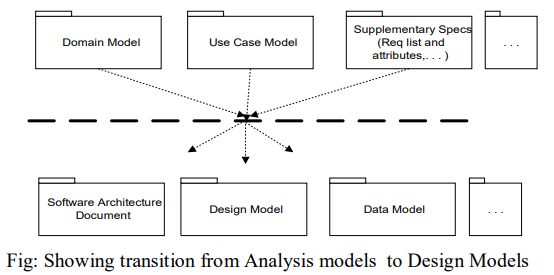 Domain Model
Use Case Model
Supplementary Specs
(Req list and
attributes,. . . )
. . .
Software Architecture
Document
Design Model
Data Model
. . .
Fig: Showing transition from Analysis models to Design Models